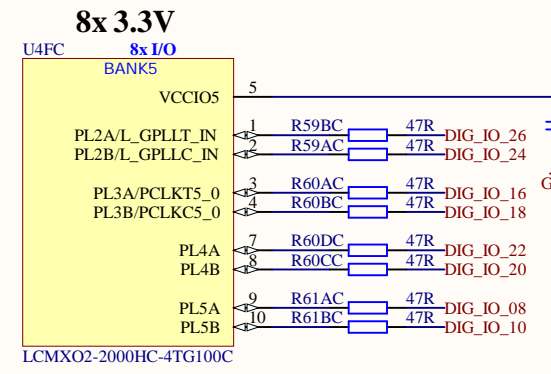 8x 3.3V
U4FC 8x I/O
BANK5
VCCIO5 5
PL2A/L_GPLLT_IN 1 R59BC 47R DIG_IO_26
PL2B/L_GPLLC_IN 2 R59AC 47R DIG_IO_24
PL3A/PCLKT5_0 3 R60AC 47R DIG_IO_16 G
PL3B/PCLKC5_0 4 R60BC 47R DIG_IO_18
PL4A 7 R60DC 47R DIG_IO_22
PL4B 8 R60CC 47R DIG_IO_20
PL5A 9 R61AC 47R DIG_IO_08
PL5B 10 R61BC 47R DIG_IO_10
LCMXO2-2000HC-4TG100C